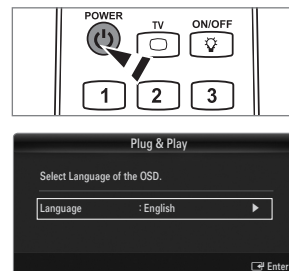 POWER TV ON/OFF
1 2 3
Plug & Play
Select Language of the OSD.
Language : English ►
Enter